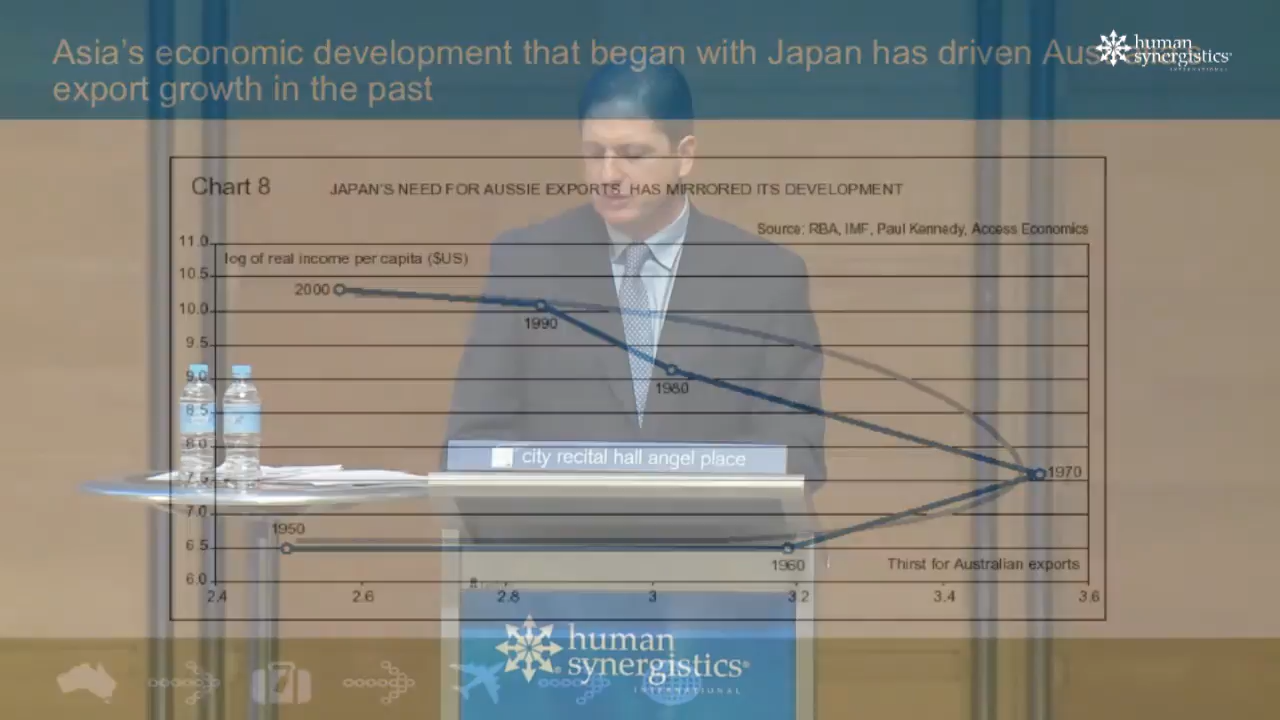 Asia's economic development that began with Japan has driven
export growth in the past
human
synergistics
INTERNATIONAL
Chart 8
JAPAN'S NEED FOR AUSSIE EXPORTS HAS MIRRORED ITS DEVELOPMENT
Source: RBA, IMF, Paul Kennedy, Access Economics
log of real income per capita ($US)
11.0
10.5
10.0
9.5
9.0
8.5
8.0
7.5
7.0
6.5
6.0
2000
1990
1980
1970
1950
1960
city recital hall angel place
Thirst for Australian exports
2.4 2.6 2.8 3 3.2 3.4 3.6
human
synergistics®
INTERNATIONAL